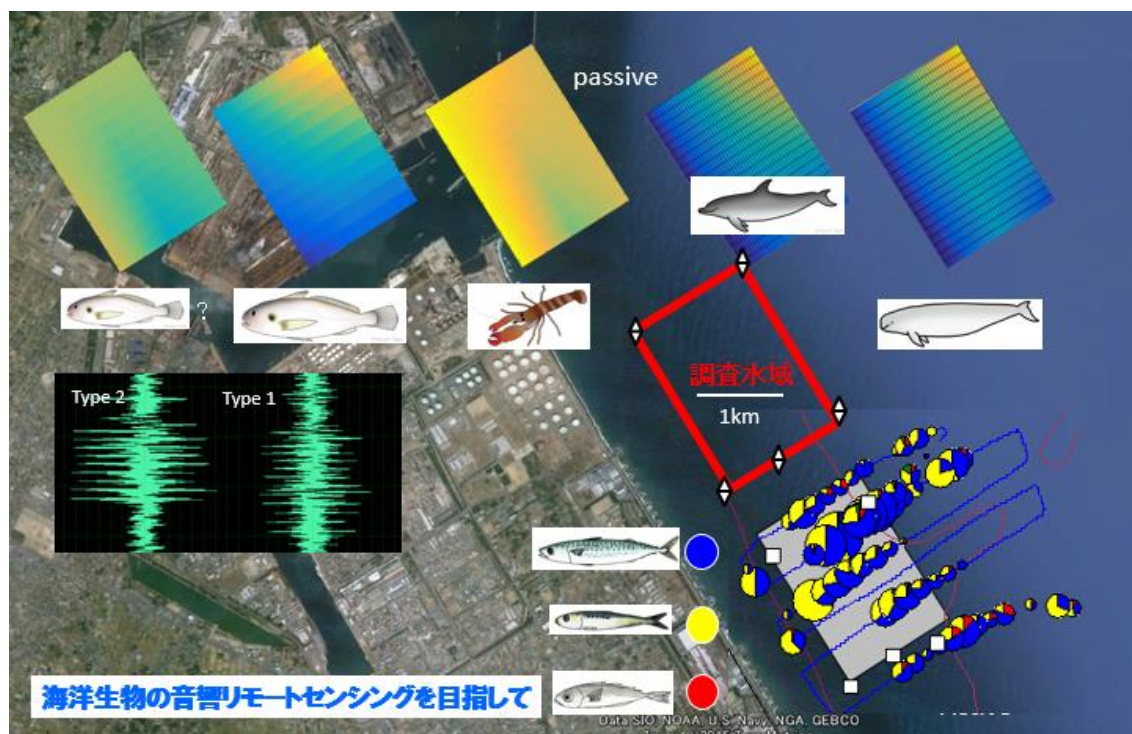 passive
?
調査水域
1km
Type 2
Type 1
海洋生物の音響リモートセンシングを目指して
Data SIO, NOAA, U.S. Navy, NGA, GEBCO